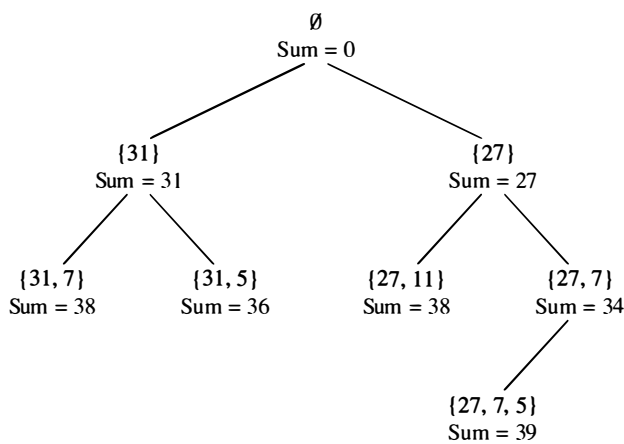 Ø
Sum = 0
{31}
Sum = 31
{27}
Sum = 27
{31, 7}
Sum = 38
{31, 5}
Sum = 36
{27, 11}
Sum = 38
{27, 7}
Sum = 34
{27, 7, 5}
Sum = 39